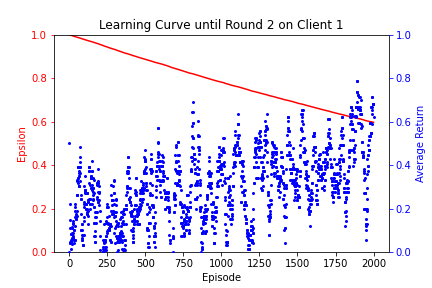 Learning Curve until Round 2 on Client 1
1.0 1.0
0.8 0.8
0.6 0.6
0.4 0.4
0.2 0.2
0.0 0.0
Epsilon
Average Return
0 250 500 750 1000 1250 1500 1750 2000
Episode